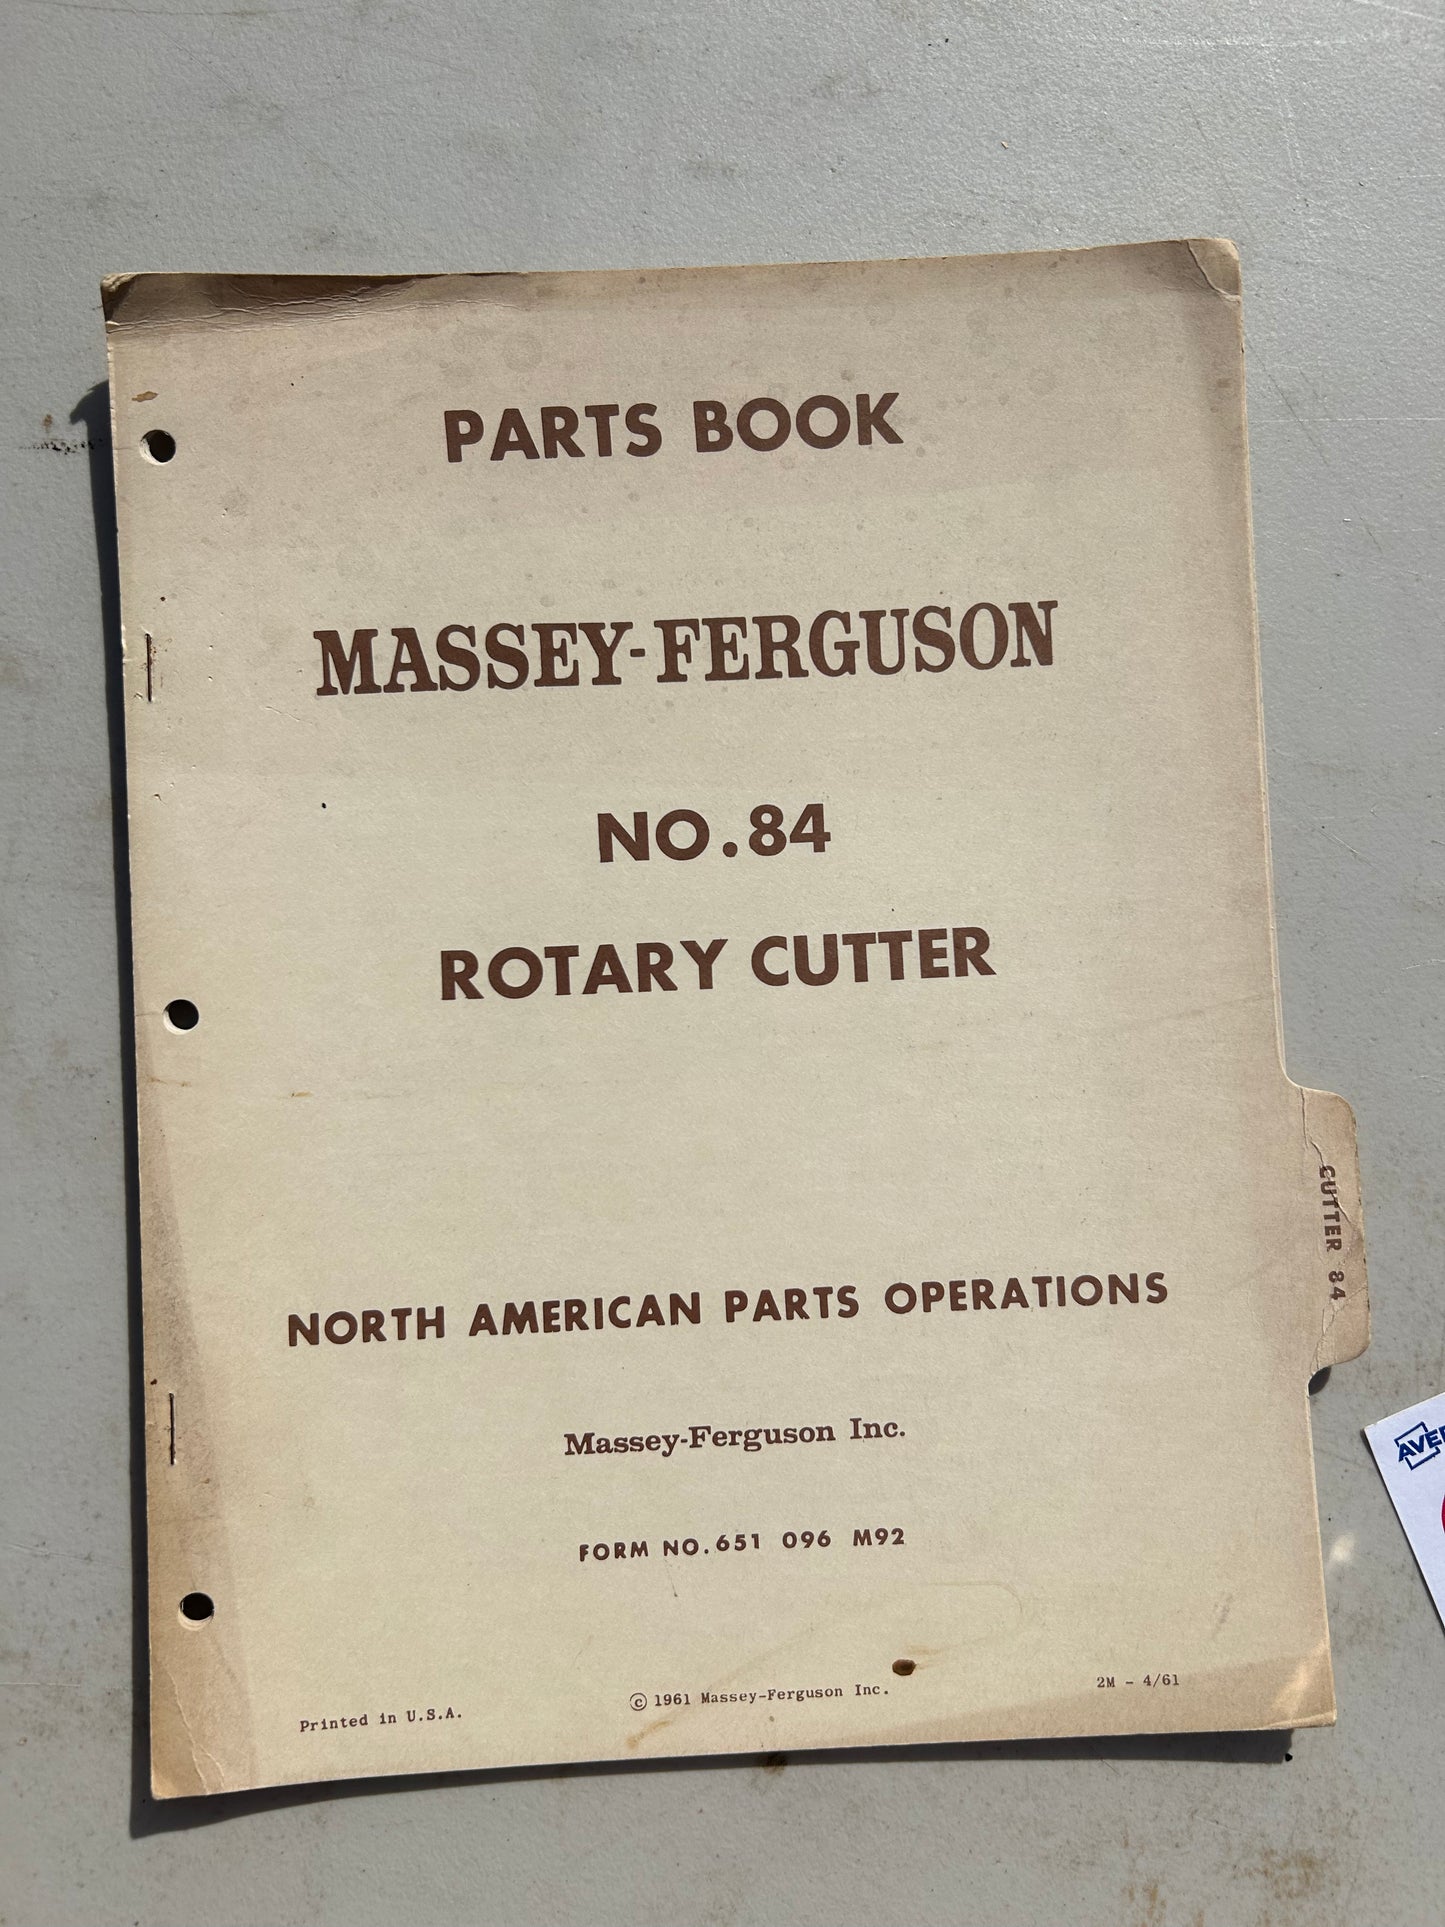 PARTS BOOK
MASSEY-FERGUSON
NO.84
ROTARY CUTTER
CUTTER 84
NORTH AMERICAN PARTS OPERATIONS
Massey-Ferguson Inc.
FORM NO.651 096 M92
Printed in U.S.A.
© 1961 Massey-Ferguson Inc.
2M - 4/61